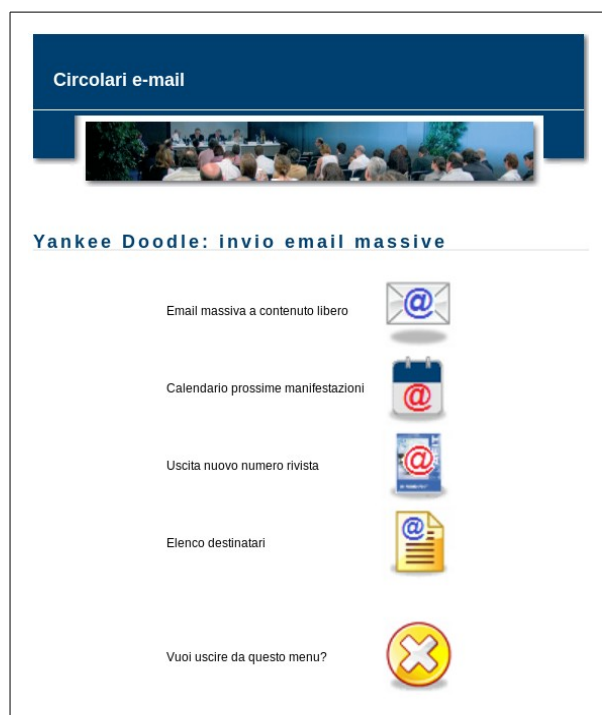 Circolari e-mail
Yankee Doodle: invio email massive
Email massiva a contenuto libero
@
Calendario prossime manifestazioni
@
Uscita nuovo numero rivista
@
Elenco destinatari
@
Vuoi uscire da questo menu?